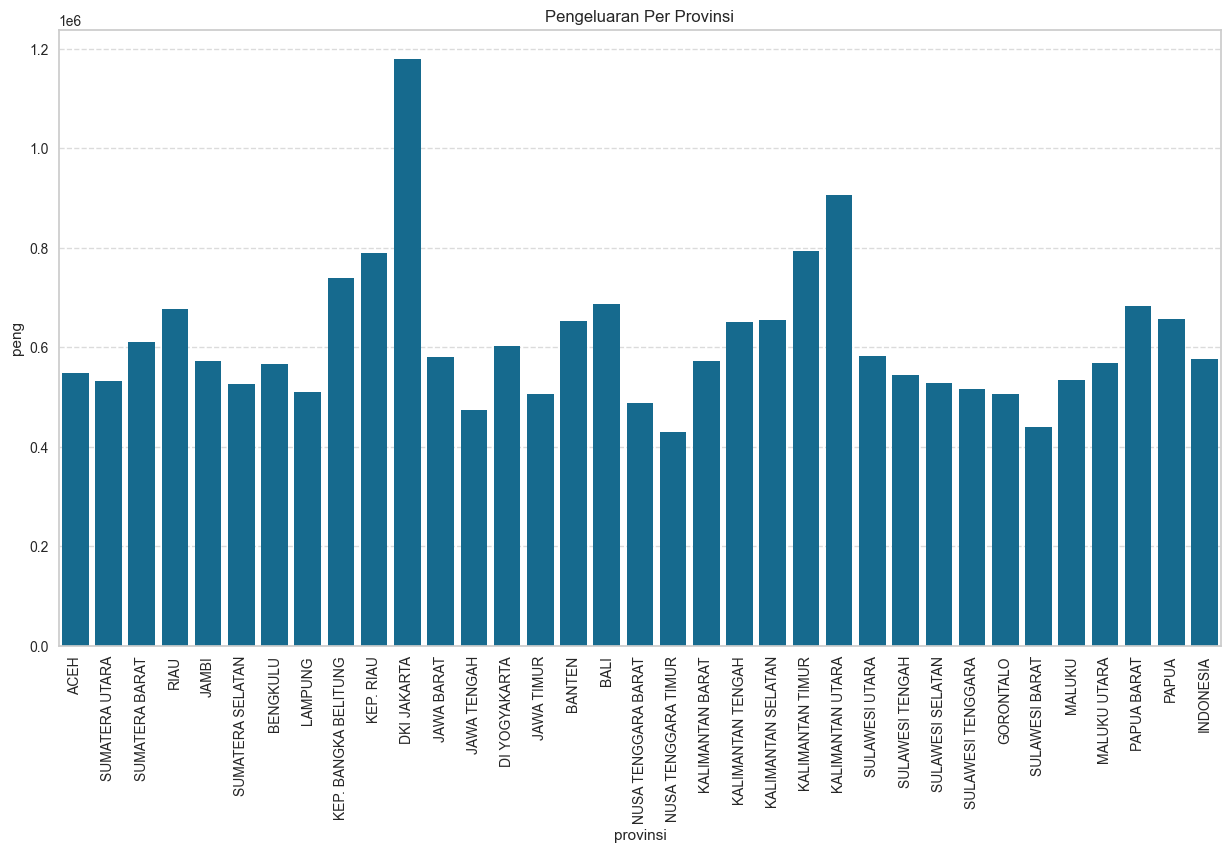 Pengeluaran Per Provinsi
1e6
1.2
1.0
0.8
0.6
0.4
0.2
0.0
peng
ACEH
SUMATERA UTARA
SUMATERA BARAT
RIAU
JAMBI
SUMATERA SELATAN
BENGKULU
LAMPUNG
KEP. BANGKA BELITUNG
KEP. RIAU
DKI JAKARTA
JAWA BARAT
JAWA TENGAH
DI YOGYAKARTA
JAWA TIMUR
BANTEN
BALI
NUSA TENGGARA BARAT
NUSA TENGGARA TIMUR
KALIMANTAN BARAT
KALIMANTAN TENGAH
KALIMANTAN SELATAN
KALIMANTAN TIMUR
KALIMANTAN UTARA
SULAWESI UTARA
SULAWESI TENGAH
SULAWESI SELATAN
SULAWESI TENGGARA
GORONTALO
SULAWESI BARAT
MALUKU
MALUKU UTARA
PAPUA BARAT
PAPUA
INDONESIA
provinsi